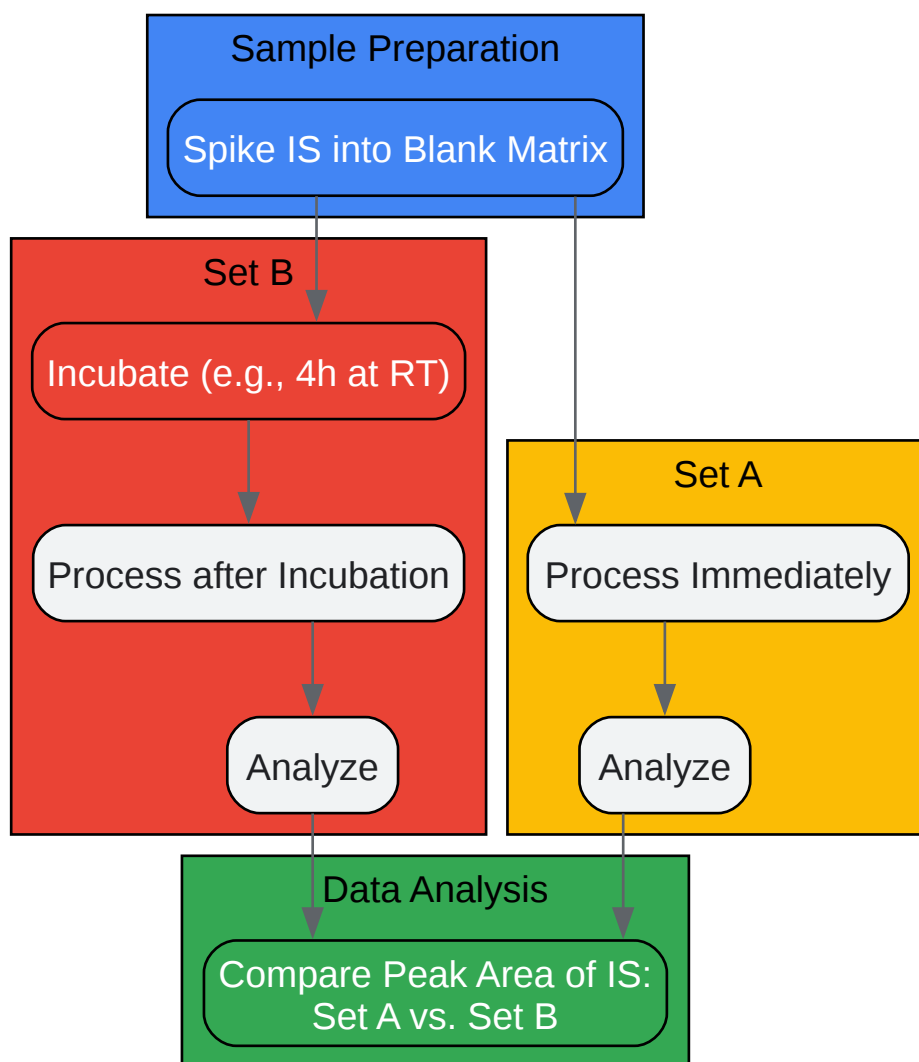 Sample Preparation
Spike IS into Blank Matrix
Set B
Incubate (e.g., 4h at RT)
Process after Incubation
Analyze
Set A
Process Immediately
Analyze
Data Analysis
Compare Peak Area of IS:
Set A vs. Set B